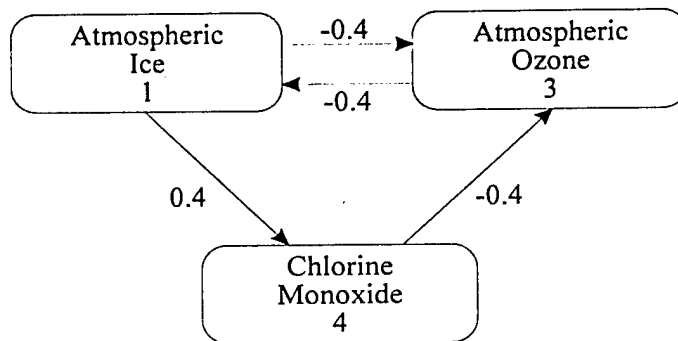 Atmospheric
Ice
1
-0.4
-0.4
Atmospheric
Ozone
3
0.4
-0.4
Chlorine
Monoxide
4